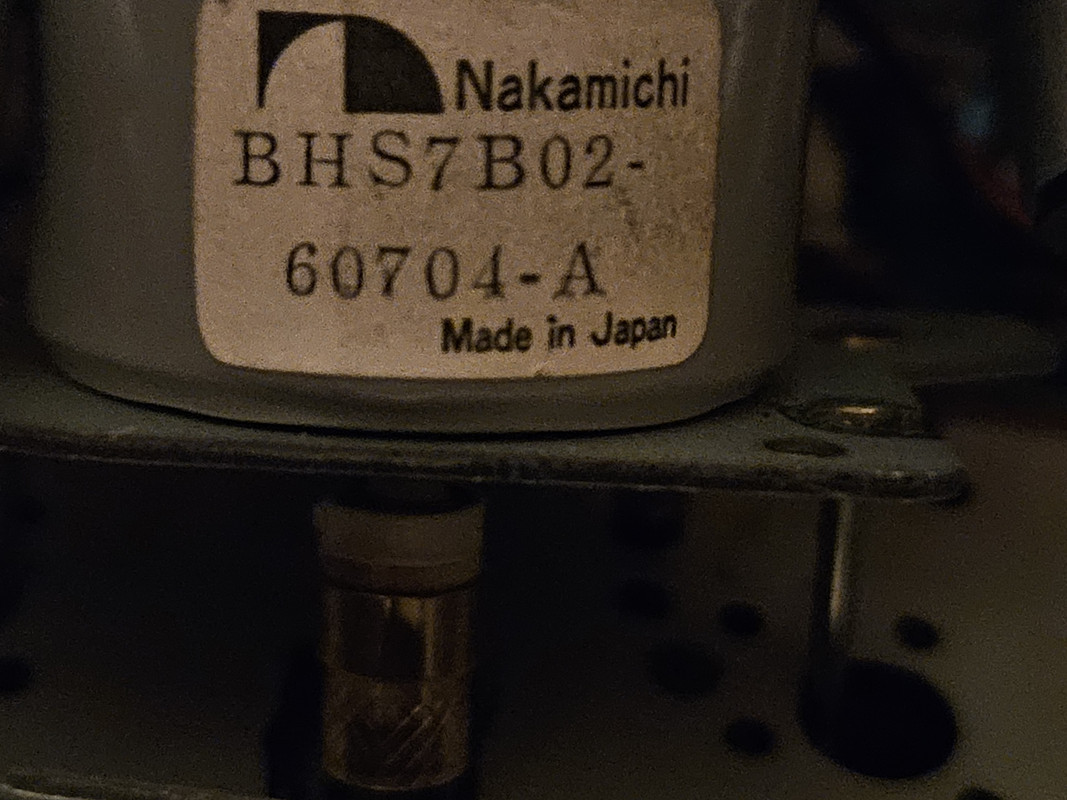 Nakamichi
BHS7B02-
60704-A
Made in Japan